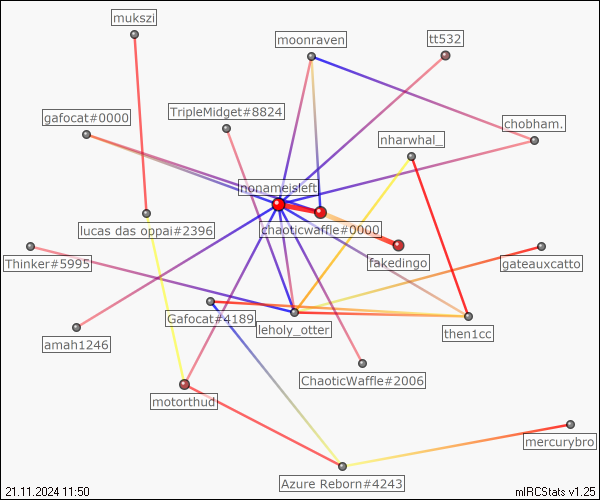 mukszi
moonraven
tt532
gafocat#0000
TripleMidget#8824
chobham.
nharwhal_
nonameisleft
lucas das oppai#2396
chaoticwaffle#0000
Thinker#5995
fakedingo
gateauxcatto
Gafocat#4189
leholy_otter
then1cc
amah1246
ChaoticWaffle#2006
motorthud
mercurybro
Azure Reborn#4243
21.11.2024 11:50
mIRCStats v1.25